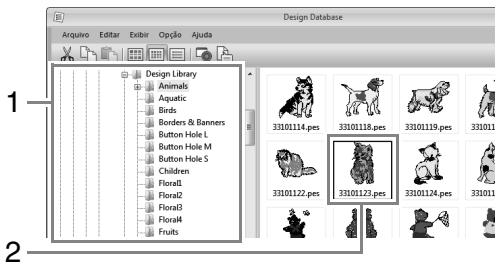 Design Database
Arquivo Editar Exibir Opção Ajuda
1
Design Library
Animals
Aquatic
Birds
Borders & Banners
Button Hole L
Button Hole M
Button Hole S
Children
Floral1
Floral2
Floral3
Floral4
Fruits
33101114.pes 33101118.pes 33101119.pes
33101122.pes 33101123.pes 33101124.pes
2